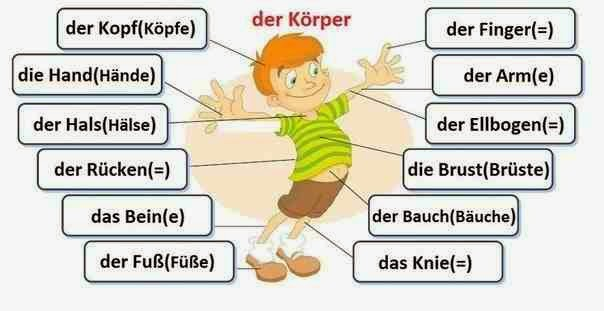 der Körper
der Kopf(Köpfe)
die Hand(Hände)
der Hals(Hälse)
der Rücken(=)
das Bein(e)
der Fuß(Füße)
der Finger(=)
der Arm(e)
der Ellbogen(=)
die Brust(Brüste)
der Bauch(Bäuche)
das Knie(=)